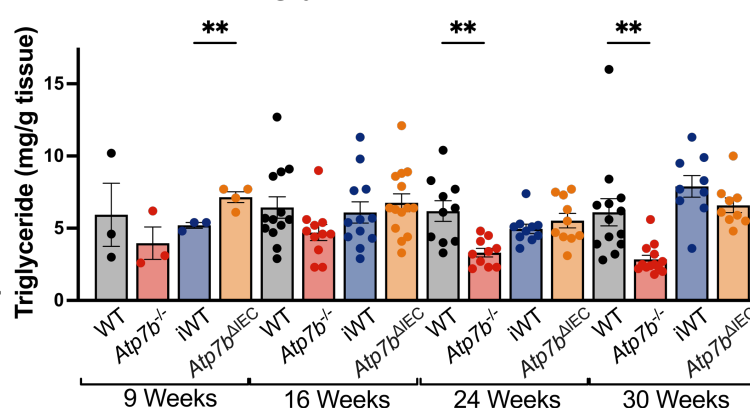 ** ** **
Triglyceride (mg/g tissue)
15
10
5
0
WT Atp7b-/- iWT Atp7bΔIEC WT Atp7b-/- iWT Atp7bΔIEC WT Atp7b-/- iWT Atp7bΔIEC WT Atp7b-/- iWT Atp7bΔIEC
9 Weeks 16 Weeks 24 Weeks 30 Weeks